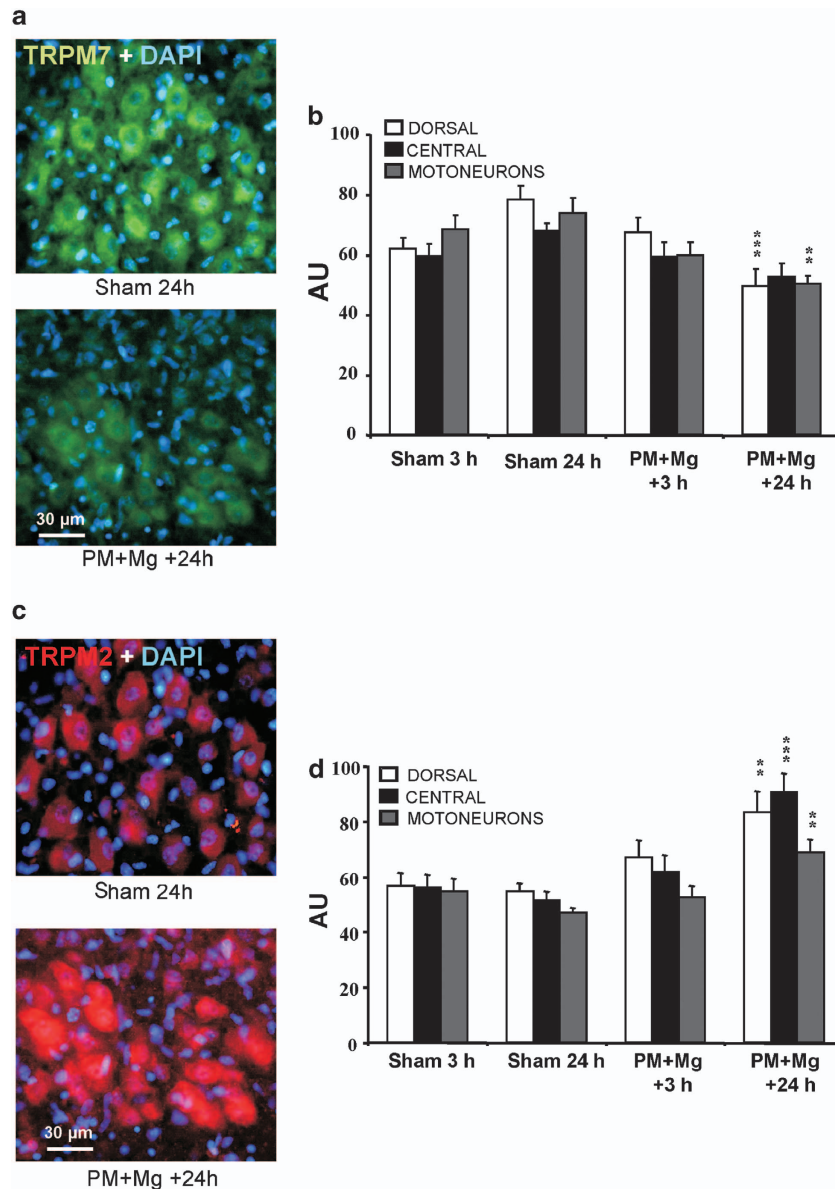 a
TRPM7 + DAPI
Sham 24h
30 µm
PM+Mg +24h
b
100
80
60
40
20
0
AU
DORSAL
CENTRAL
MOTONEURONS
***
**
Sham 3 h
Sham 24 h
PM+Mg
+3 h
PM+Mg
+24 h
c
TRPM2 + DAPI
Sham 24h
30 µm
PM+Mg +24h
d
100
80
60
40
20
0
AU
DORSAL
CENTRAL
MOTONEURONS
**
***
**
Sham 3 h
Sham 24 h
PM+Mg
+3 h
PM+Mg
+24 h